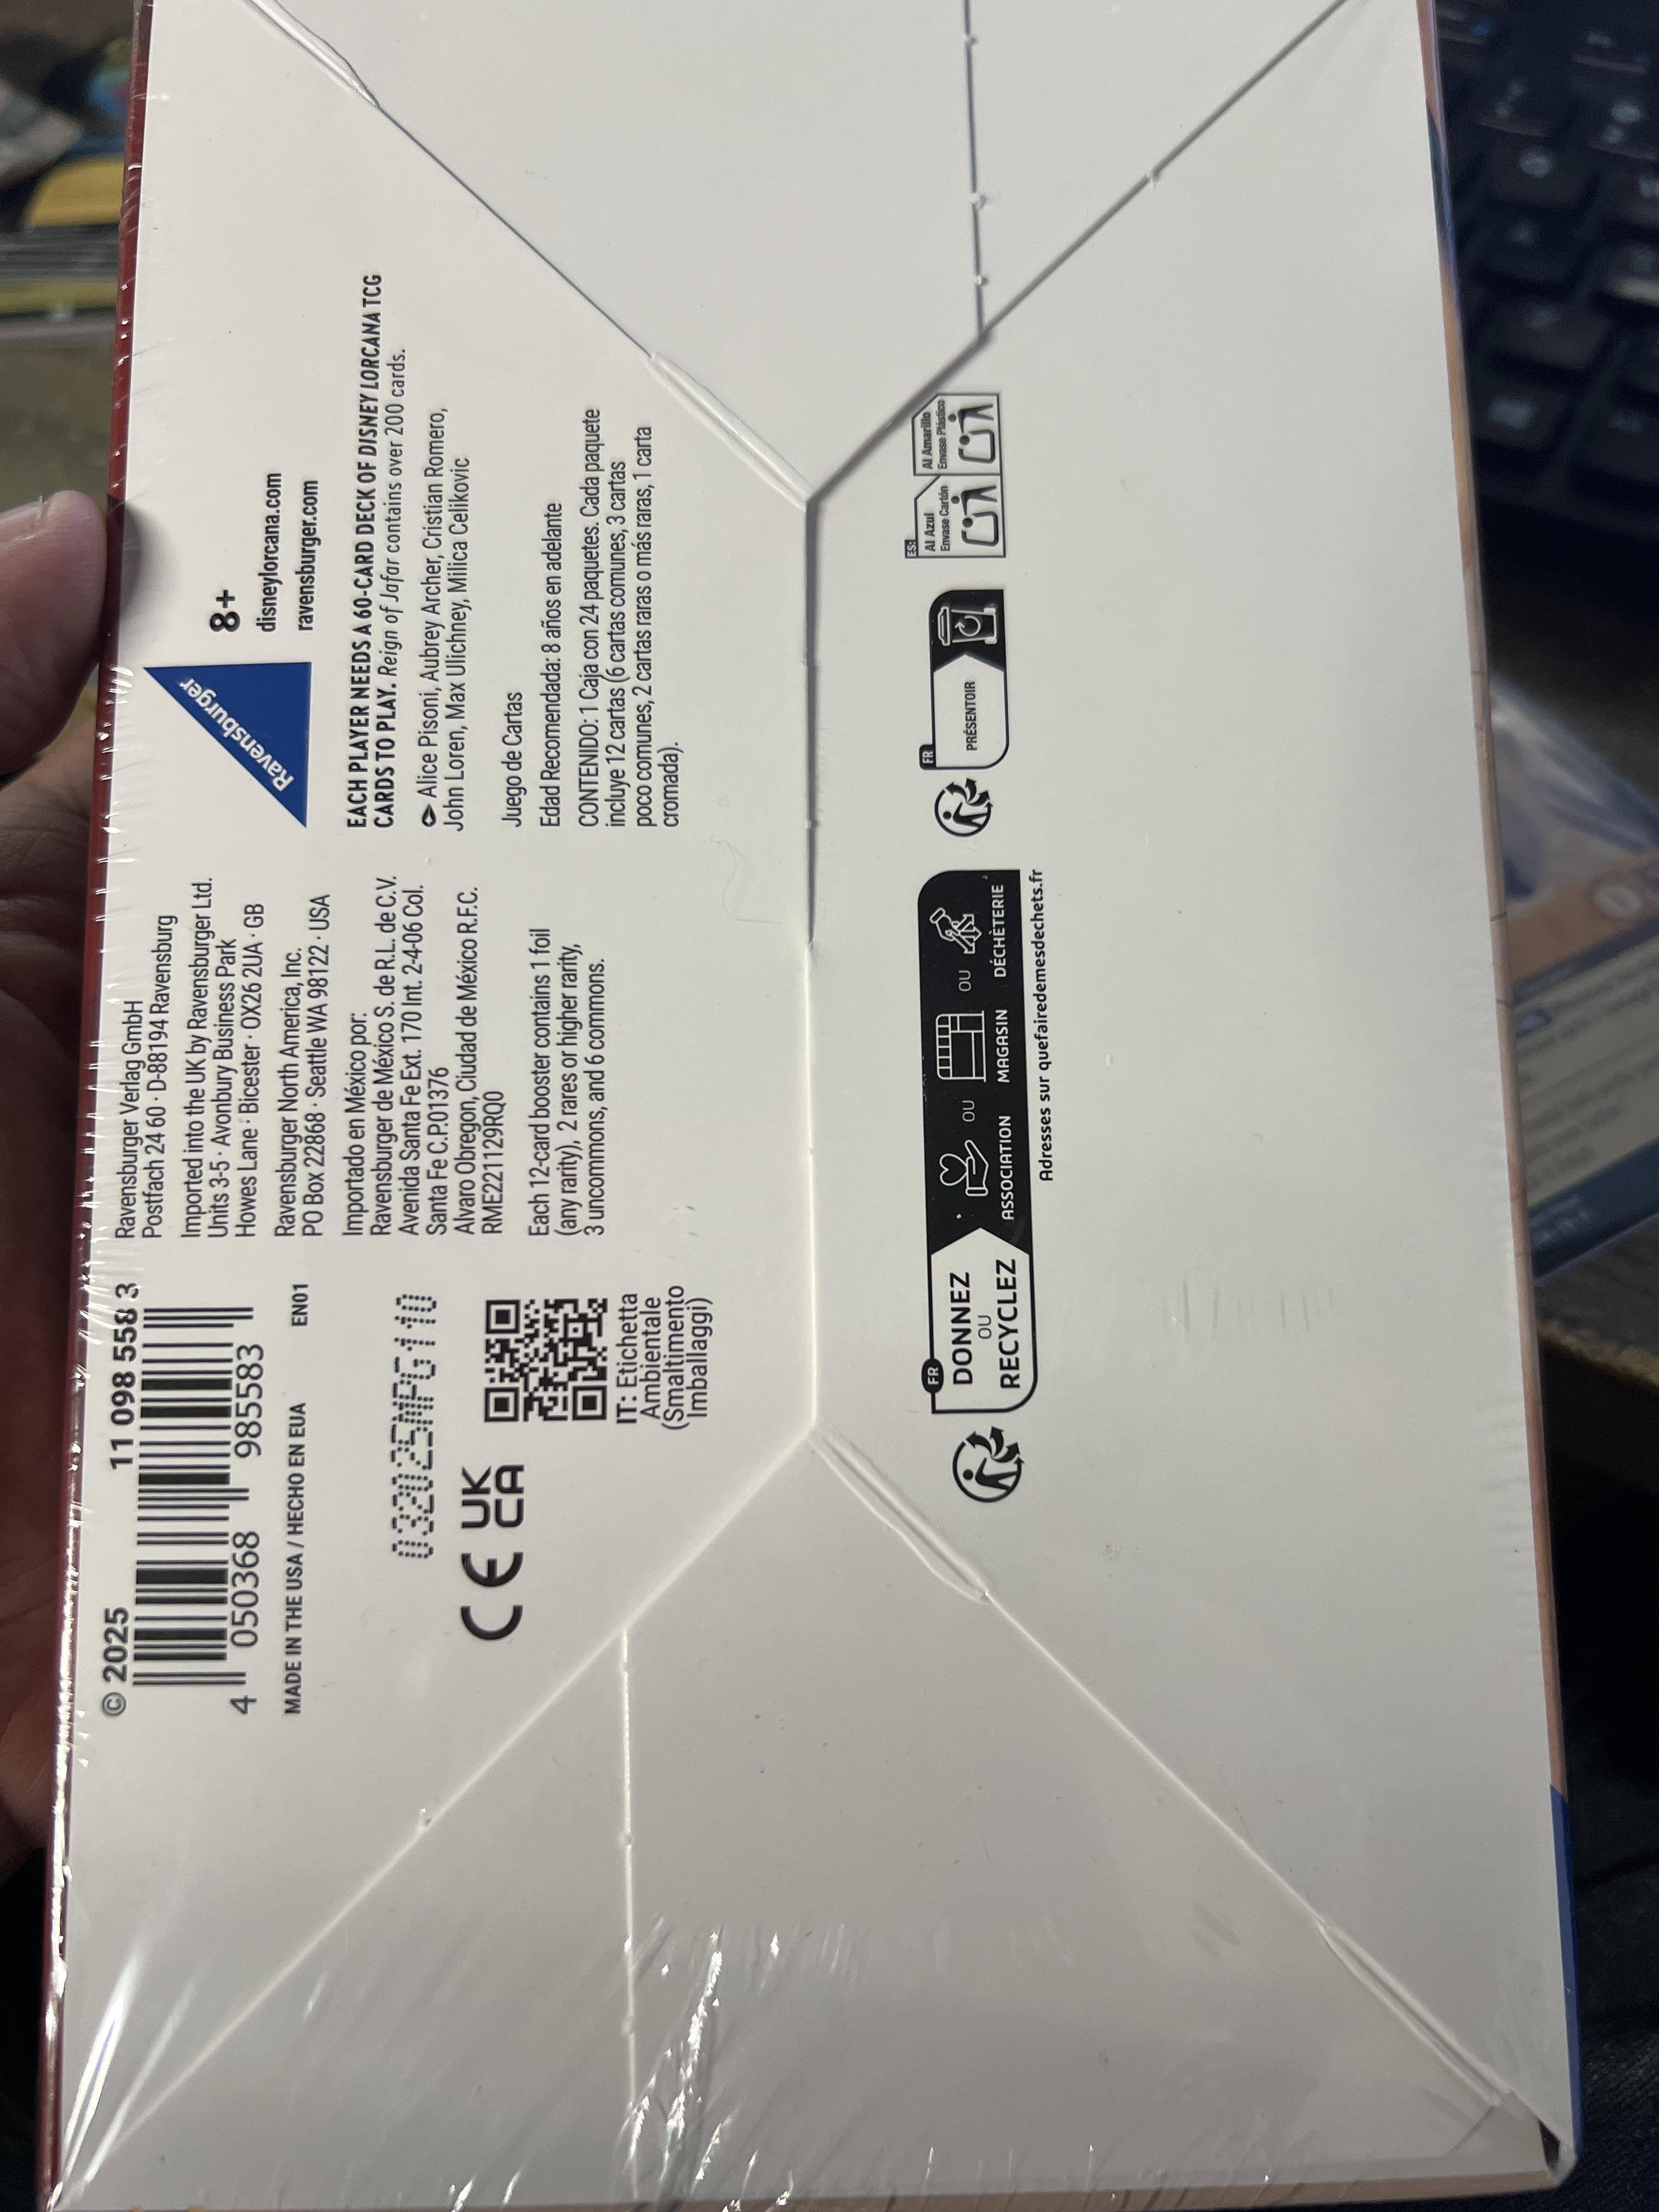 © 2025 11 098 558 3
4 050368 985583
MADE IN THE USA / HECHO EN EUA EN01
032025MPG110
CE UK
CA
IT: Etichetta
Ambientale
(Smaltimento
Imballaggi)
Ravensburger Verlag GmbH
Postfach 24 60 · D-88194 Ravensburg
Imported into the UK by Ravensburger Ltd.
Units 3-5 · Avonbury Business Park
Howes Lane · Bicester · OX26 2UA · GB
Ravensburger North America, Inc.
PO Box 22868 · Seattle WA 98122 · USA
Importado en México por:
Ravensburger de México S. de R.L. de C.V.
Avenida Santa Fe Ext. 170 Int. 2-4-06 Col.
Santa Fe C.P.01376
Alvaro Obregon, Ciudad de México R.F.C.
RME221129RQ0
Each 12-card booster contains 1 foil
(any rarity), 2 rares or higher rarity,
3 uncommons, and 6 commons.
Ravensburger
8+
disneylorcana.com
ravensburger.com
EACH PLAYER NEEDS A 60-CARD DECK OF DISNEY LORCANA TCG
CARDS TO PLAY. Reign of Jafar contains over 200 cards.
Alice Pisoni, Aubrey Archer, Cristian Romero,
John Loren, Max Ulichney, Milica Celikovic
Juego de Cartas
Edad Recomendada: 8 años en adelante
CONTENIDO: 1 Caja con 24 paquetes. Cada paquete
incluye 12 cartas (6 cartas comunes, 3 cartas
poco comunes, 2 cartas raras o más raras, 1 carta
cromada).
FR
DONNEZ
OU
RECYCLEZ
ASSOCIATION OU MAGASIN OU DÉCHÈTERIE
Adresses sur quefairedemesdechets.fr
FR
PRÉSENTOIR
ES:
Al Azul
Envase Cartón
Al Amarillo
Envase Plástico